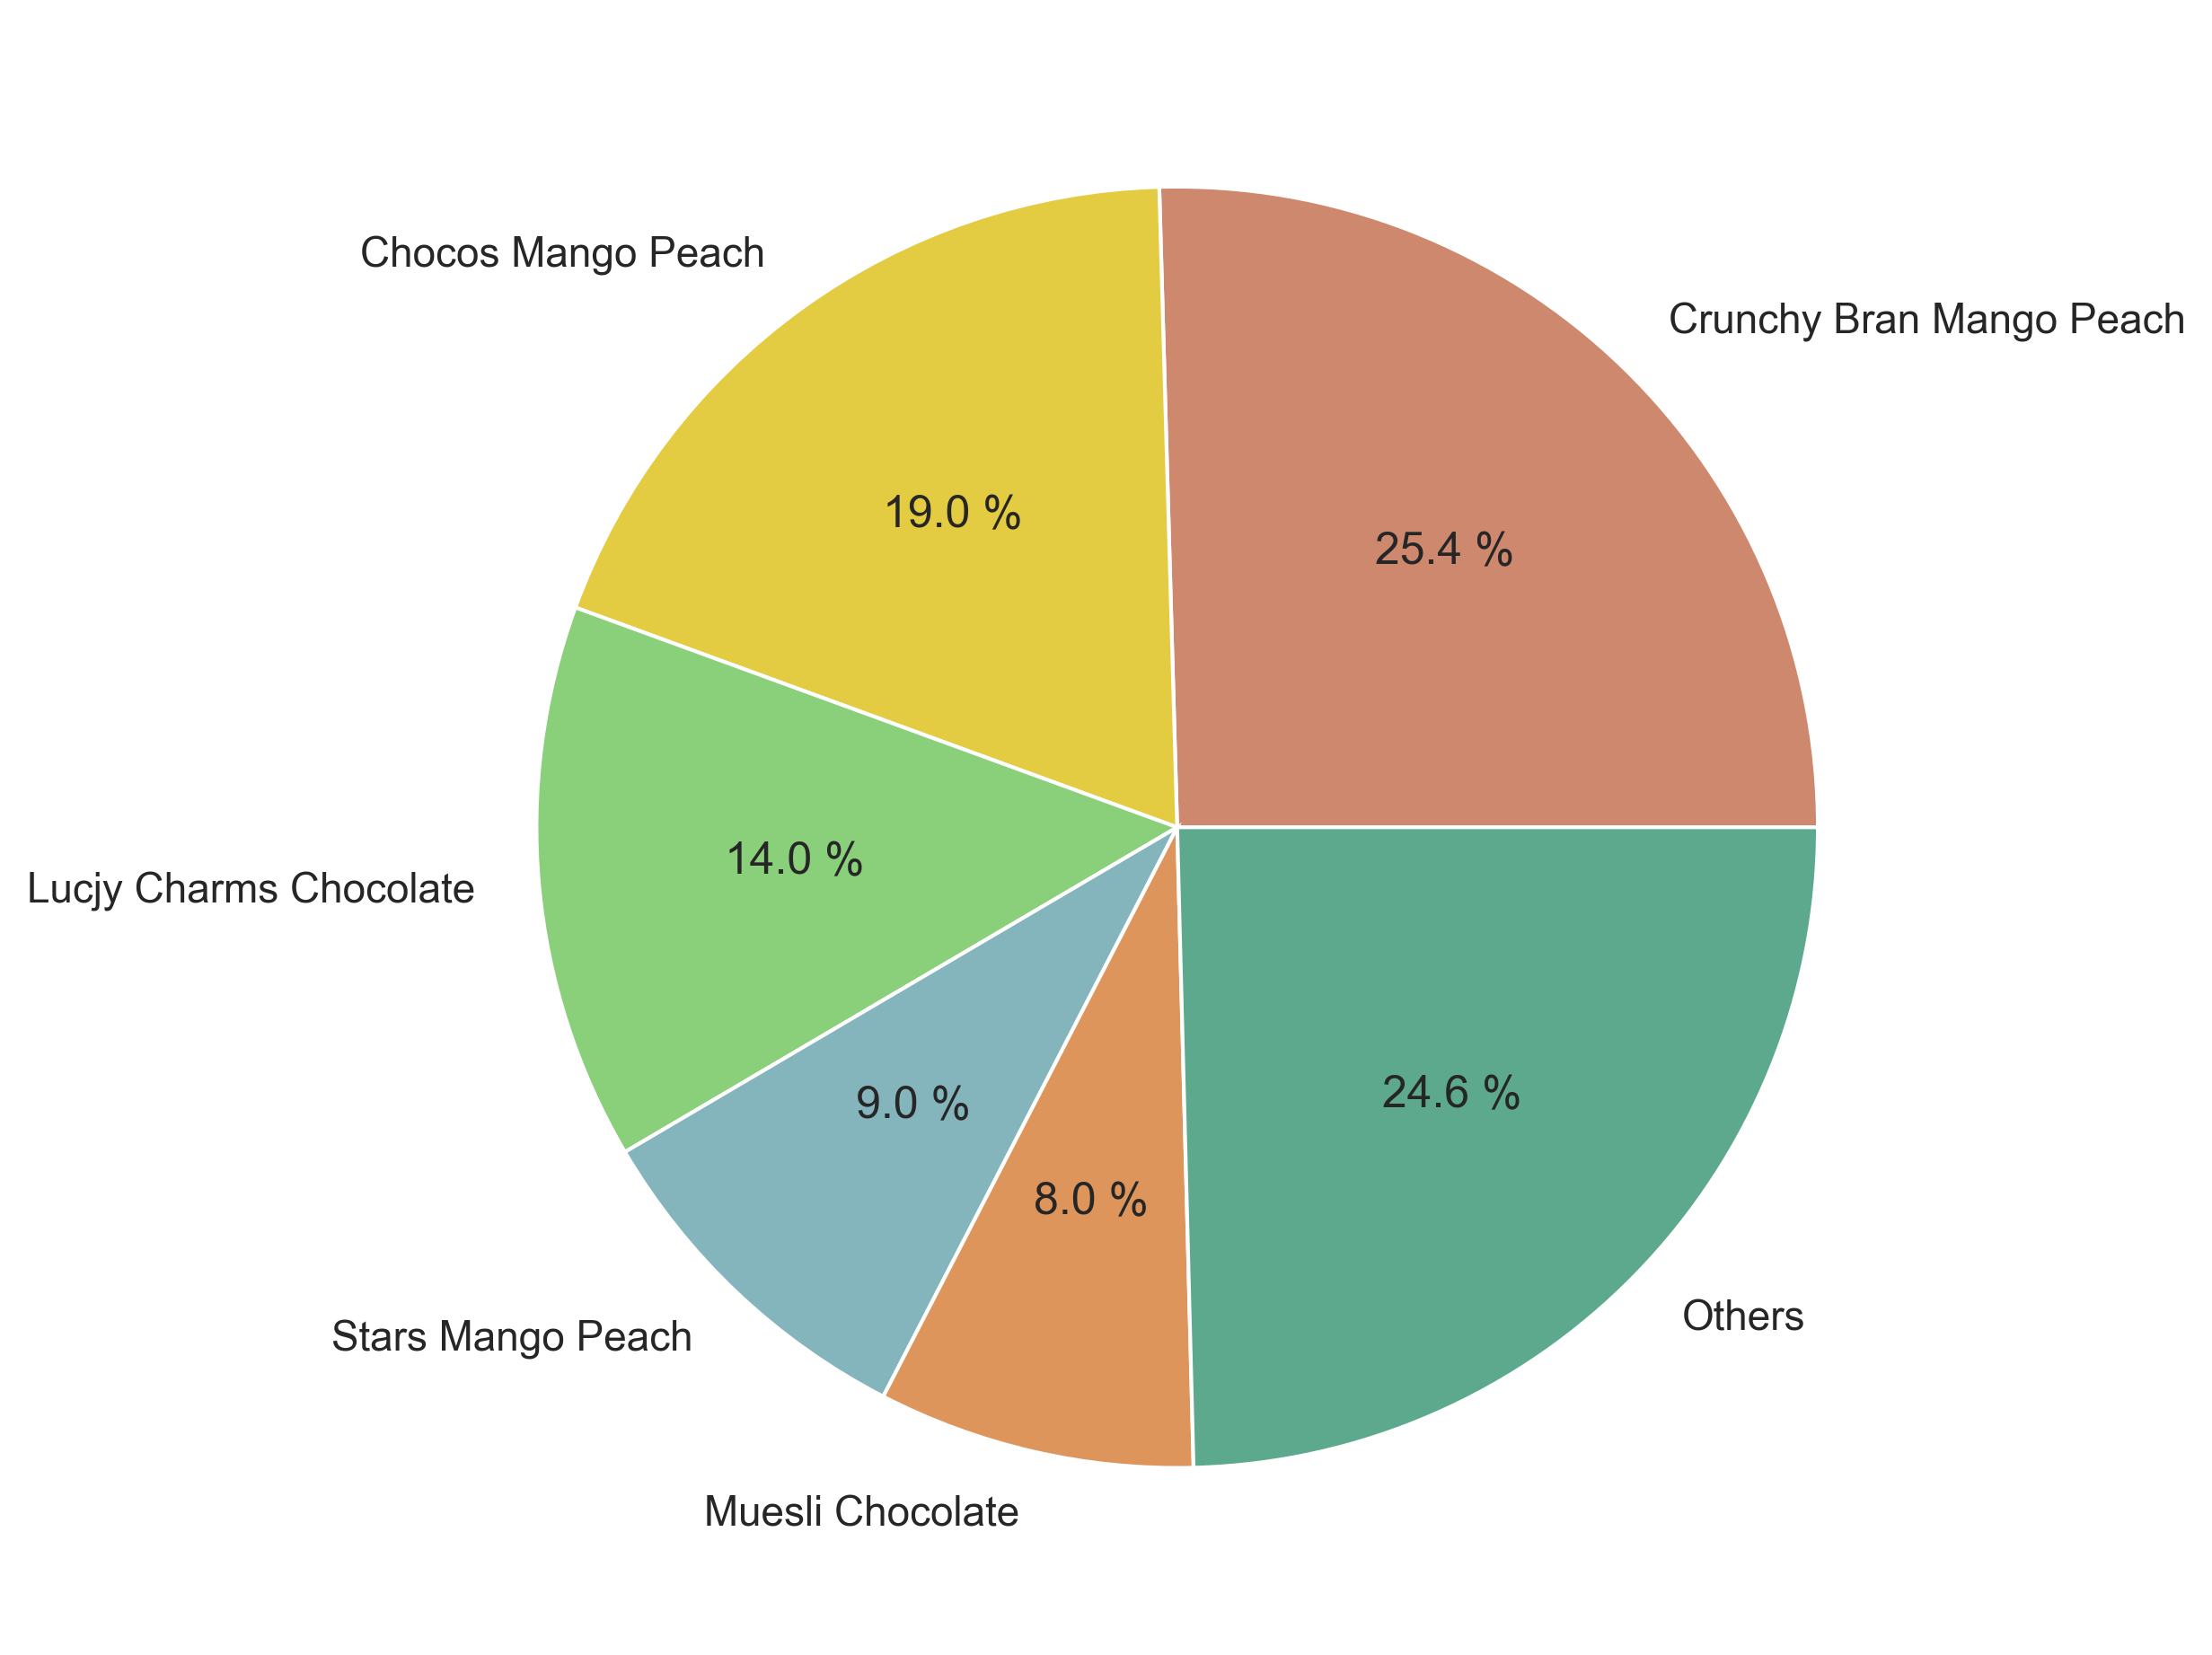 Chocos Mango Peach
Crunchy Bran Mango Peach
19.0 %
25.4 %
14.0 %
Lucjy Charms Chocolate
9.0 %
24.6 %
8.0 %
Others
Stars Mango Peach
Muesli Chocolate